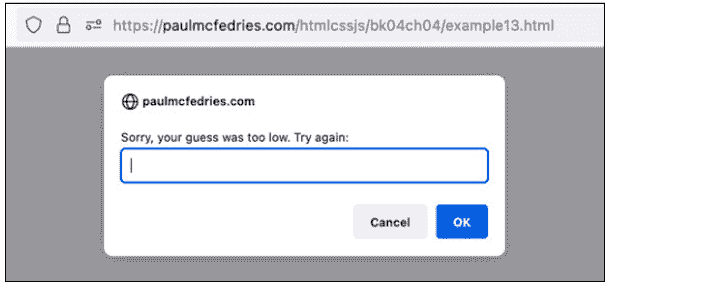 https://paulmcfedries.com/htmlcssjs/bk04ch04/example13.html
paulmcfedries.com
Sorry, your guess was too low. Try again:
Cancel OK